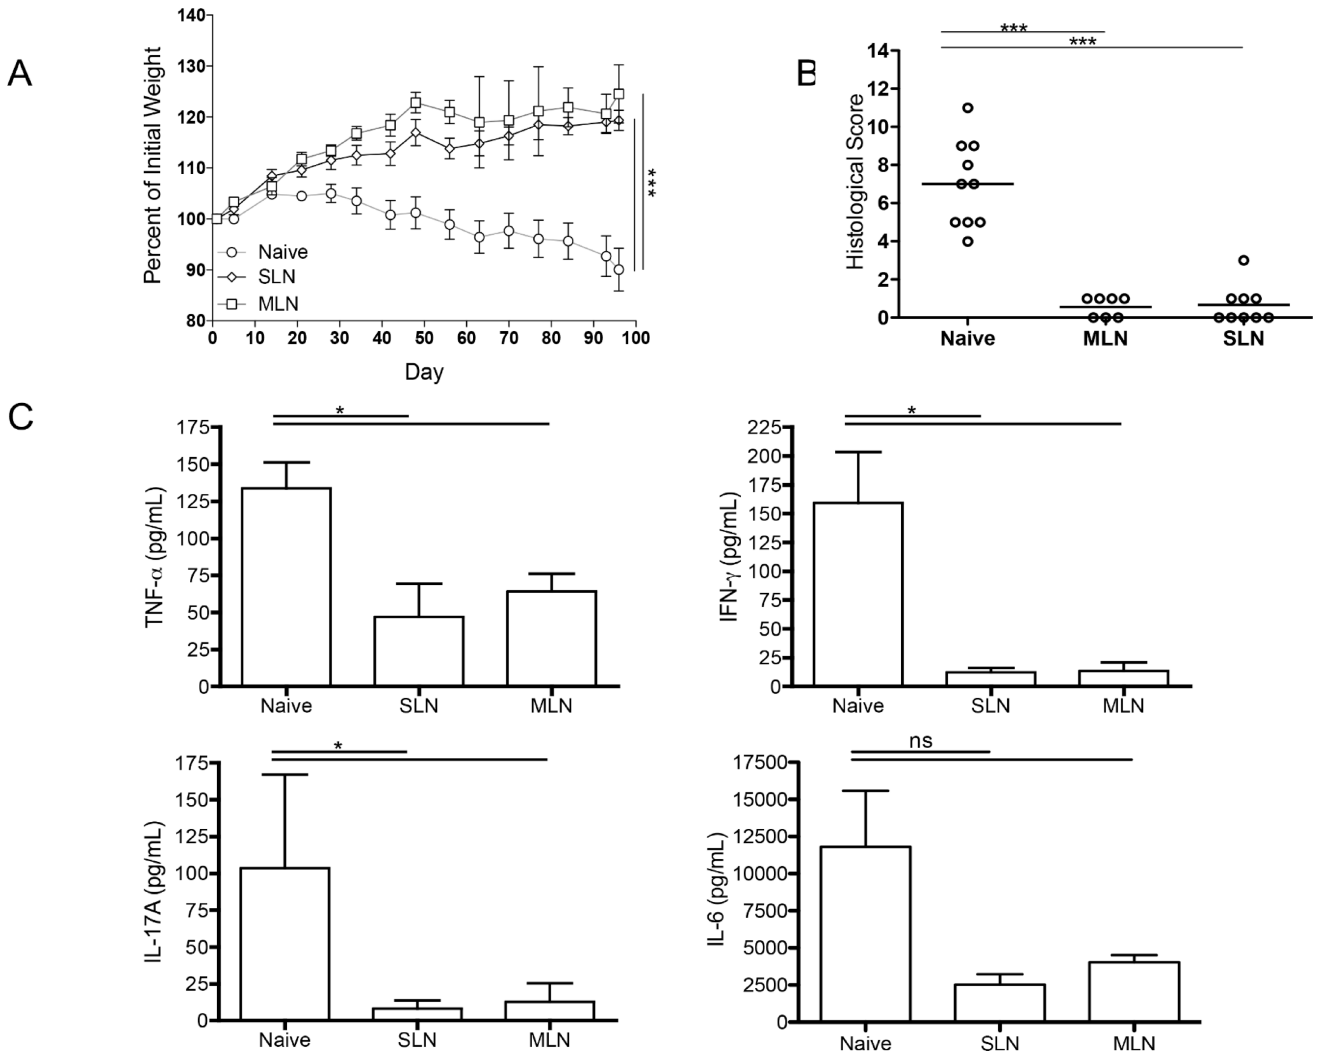 A
140
130
120
110
100
90
80
Percent of Initial Weight
Naive
SLN
MLN
***
0 10 20 30 40 50 60 70 80 90 100
Day
B
***
***
14
12
10
8
6
4
2
0
Histological Score
Naive MLN SLN
C
*
175
150
125
100
75
50
25
0
TNF-α (pg/mL)
Naive SLN MLN
*
225
200
175
150
125
100
75
50
25
0
IFN-γ (pg/mL)
Naive SLN MLN
*
175
150
125
100
75
50
25
0
IL-17A (pg/mL)
Naive SLN MLN
ns
17500
15000
12500
10000
7500
5000
2500
0
IL-6 (pg/mL)
Naive SLN MLN